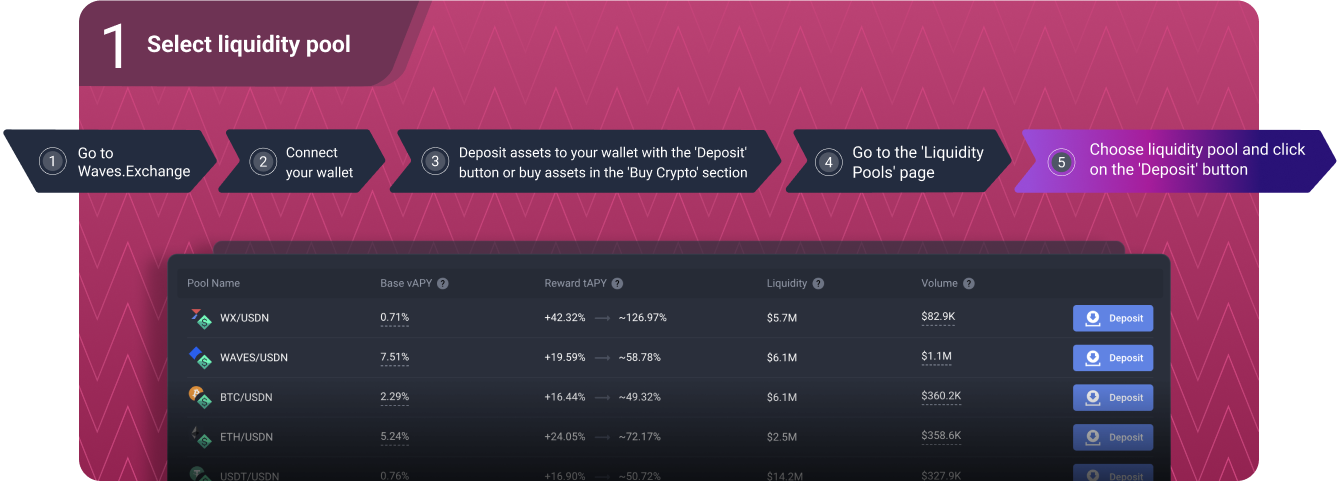 1 Select liquidity pool
1 Go to
Waves.Exchange
2 Connect
your wallet
3 Deposit assets to your wallet with the 'Deposit'
button or buy assets in the 'Buy Crypto' section
4 Go to the 'Liquidity
Pools' page
5 Choose liquidity pool and click
on the 'Deposit' button
Pool Name Base vAPY ? Reward tAPY ? Liquidity ? Volume ?
WX/USDN 0.71% +42.32% → ~126.97% $5.7M $82.9K Deposit
WAVES/USDN 7.51% +19.59% → ~58.78% $6.1M $1.1M Deposit
BTC/USDN 2.29% +16.44% → ~49.32% $6.1M $360.2K Deposit
ETH/USDN 5.24% +24.05% → ~72.17% $2.5M $358.6K Deposit
USDT/USDN 0.76% +16.90% → ~50.72% $14.2M $327.9K Deposit